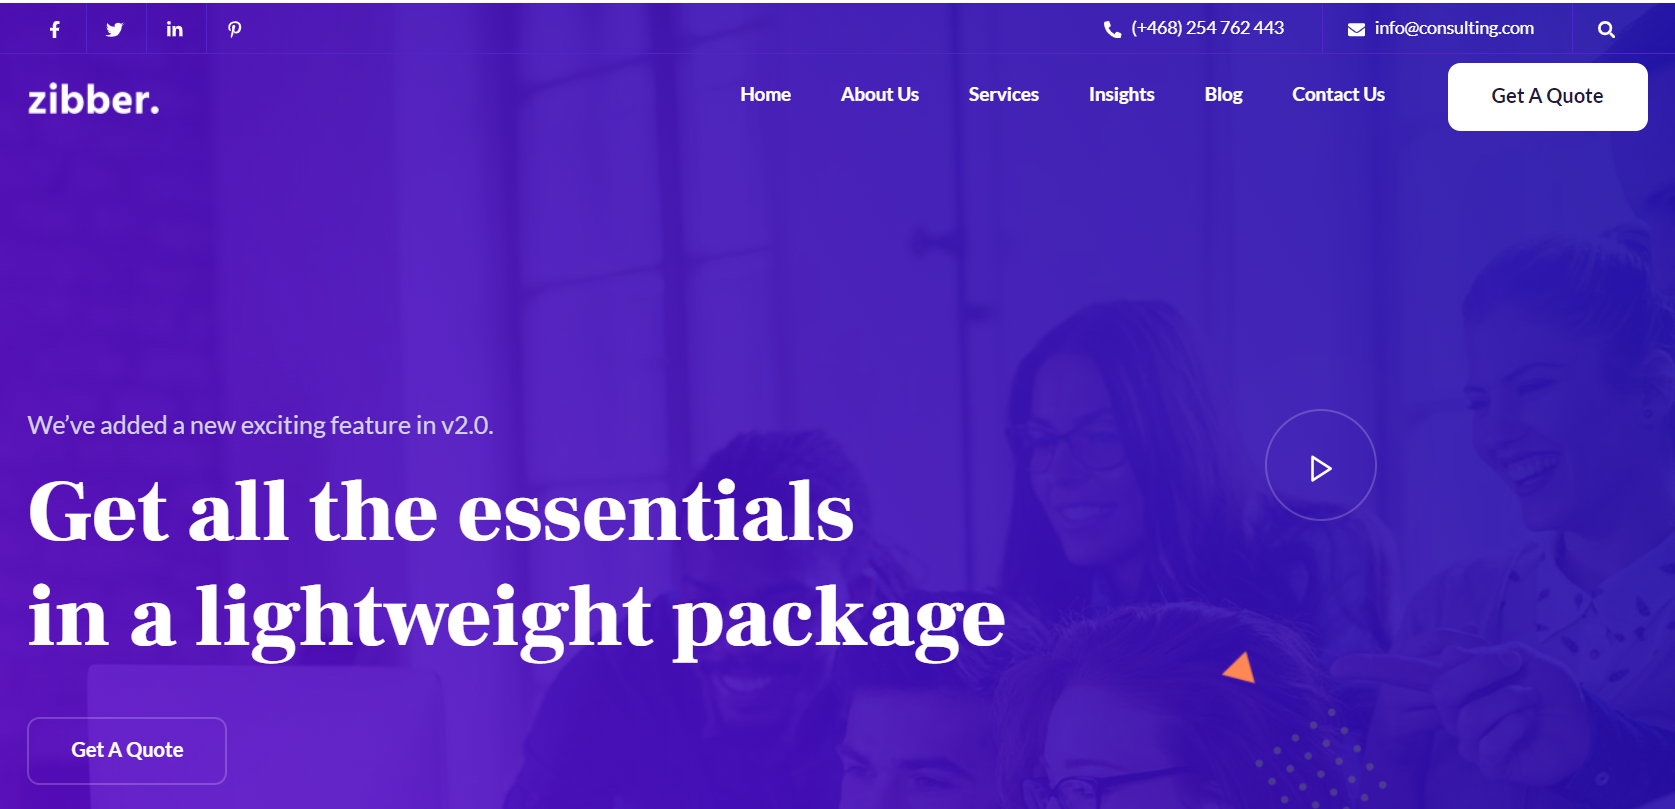 (+468) 254 762 443
info@consulting.com
zibber.
Home
About Us
Services
Insights
Blog
Contact Us
Get A Quote
We’ve added a new exciting feature in v2.0.
Get all the essentials
in a lightweight package
Get A Quote